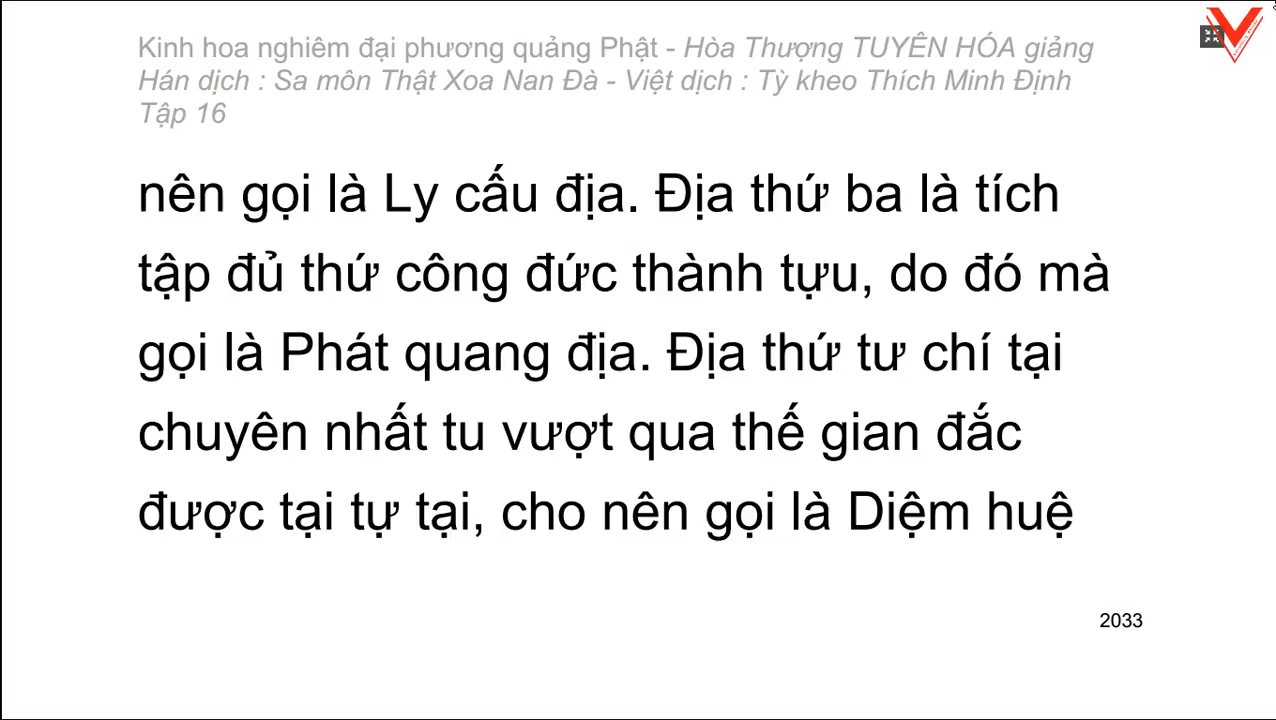 Kinh hoa nghiêm đại phương quảng Phật - Hòa Thượng TUYÊN HÓA giảng
Hán dịch : Sa môn Thật Xoa Nan Đà - Việt dịch : Tỳ kheo Thích Minh Định
Tập 16
nên gọi là Ly cấu địa. Địa thứ ba là tích
tập đủ thứ công đức thành tựu, do đó mà
gọi là Phát quang địa. Địa thứ tư chí tại
chuyên nhất tu vượt qua thế gian đắc
được tại tự tại, cho nên gọi là Diệm huệ
2033